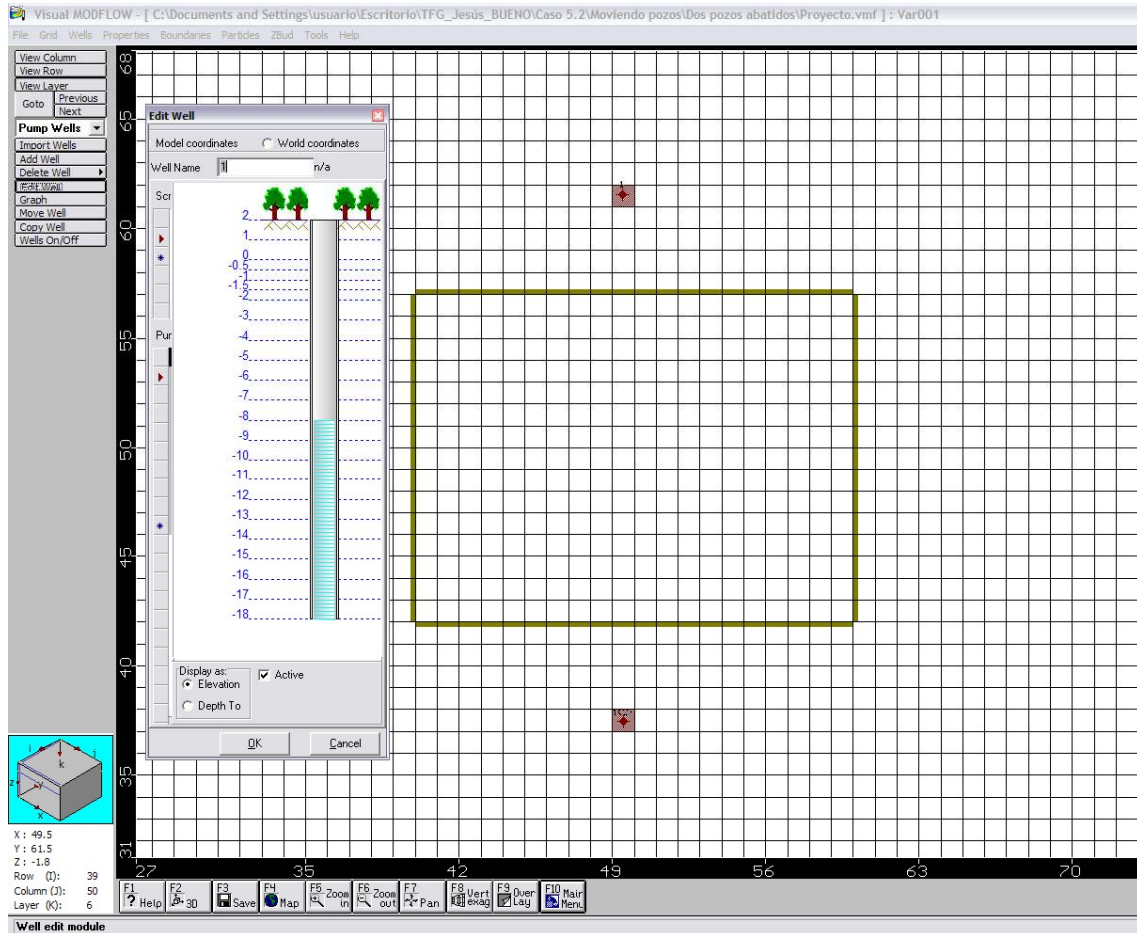 Visual MODFLOW - [ C:\Documents and Settings\usuario\Escritorio\TFG_Jesús_BUENO\Caso 5.2\Moviendo pozos\Dos pozos abatidos\Proyecto.vmf ] : Var001
File Grid Wells Properties Boundaries Particles ZBud Tools Help
View Column
View Row
View Layer
Goto Previous
Next
Pump Wells
Import Wells
Add Well
Delete Well
Edit Well
Graph
Move Well
Copy Well
Wells On/Off
Edit Well
Model coordinates World coordinates
Well Name 1 n/a
Scr
Pur
2
1
0
-0.5
-1
-1.5
-2
-3
-4
-5
-6
-7
-8
-9
-10
-11
-12
-13
-14
-15
-16
-17
-18
Display as:
Elevation
Depth To
Active
OK Cancel
68
65
60
55
50
45
40
35
31
1
27 35 42 49 56 63 70
i j
k
z y
x
X : 49.5
Y : 61.5
Z : -1.8
Row (I): 39
Column (J): 50
Layer (K): 6
F1 ? Help
F2 3D
F3 Save
F4 Map
F5 Zoom in
F6 Zoom out
F7 Pan
F8 Vert exag
F9 Over Lay
F10 Main Menu
Well edit module